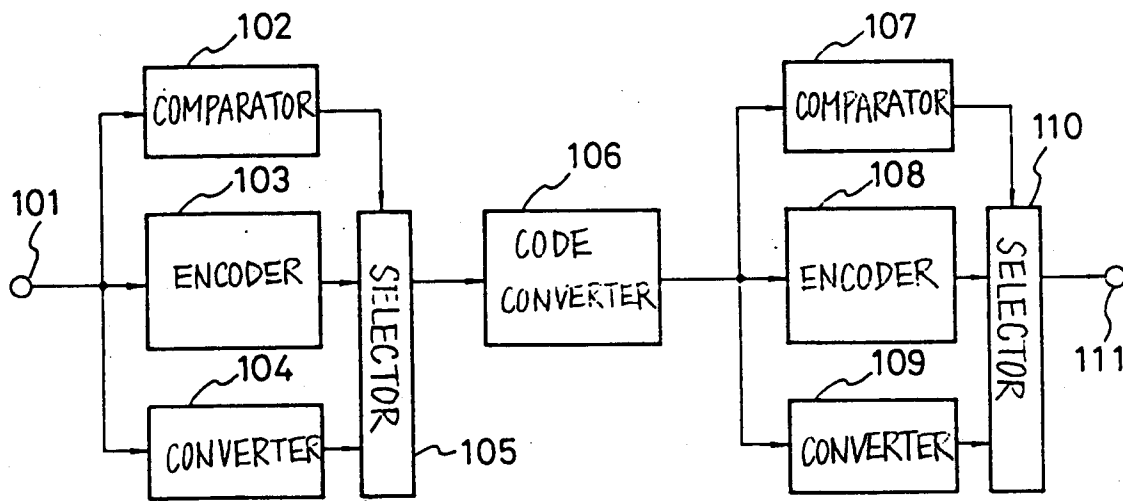 102
COMPARATOR
107
COMPARATOR
110
101
103
ENCODER
SELECTOR
105
106
CODE
CONVERTER
108
ENCODER
SELECTOR
111
104
CONVERTER
109
CONVERTER